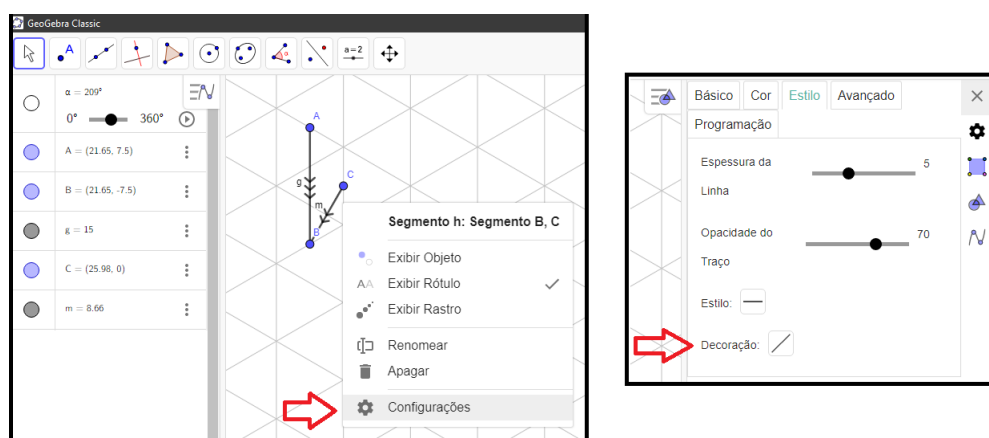 GeoGebra Classic
A
a=2
α = 209°
0°
360°
A = (21.65, 7.5)
B = (21.65, -7.5)
g = 15
C = (25.98, 0)
m = 8.66
A
C
g
m
B
Segmento h: Segmento B, C
Exibir Objeto
AA Exibir Rótulo
Exibir Rastro
Renomear
Apagar
Configurações
Básico Cor Estilo Avançado
Programação
Espessura da
Linha
5
Opacidade do
Traço
70
Estilo:
Decoração: